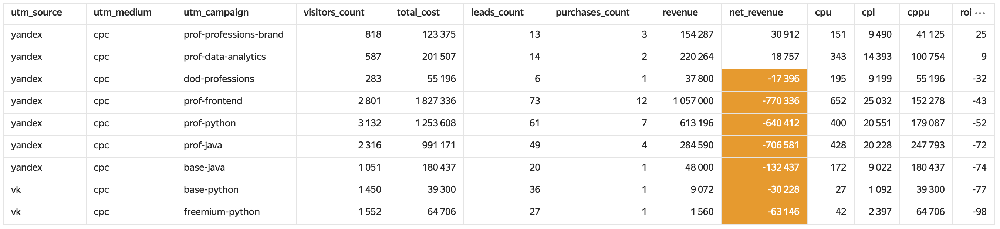 utm_source utm_medium utm_campaign visitors_count total_cost leads_count purchases_count revenue net_revenue cpu cpl cppu roi ...
yandex cpc prof-professions-brand 818 123 375 13 3 154 287 30 912 151 9 490 41 125 25
yandex cpc prof-data-analytics 587 201 507 14 2 220 264 18 757 343 14 393 100 754 9
yandex cpc dod-professions 283 55 196 6 1 37 800 -17 396 195 9 199 55 196 -32
yandex cpc prof-frontend 2 801 1 827 336 73 12 1 057 000 -770 336 652 25 032 152 278 -43
yandex cpc prof-python 3 132 1 253 608 61 7 613 196 -640 412 400 20 551 179 087 -52
yandex cpc prof-java 2 316 991 171 49 4 284 590 -706 581 428 20 228 247 793 -72
yandex cpc base-java 1 051 180 437 20 1 48 000 -132 437 172 9 022 180 437 -74
vk cpc base-python 1 450 39 300 36 1 9 072 -30 228 27 1 092 39 300 -77
vk cpc freemium-python 1 552 64 706 27 1 1 560 -63 146 42 2 397 64 706 -98